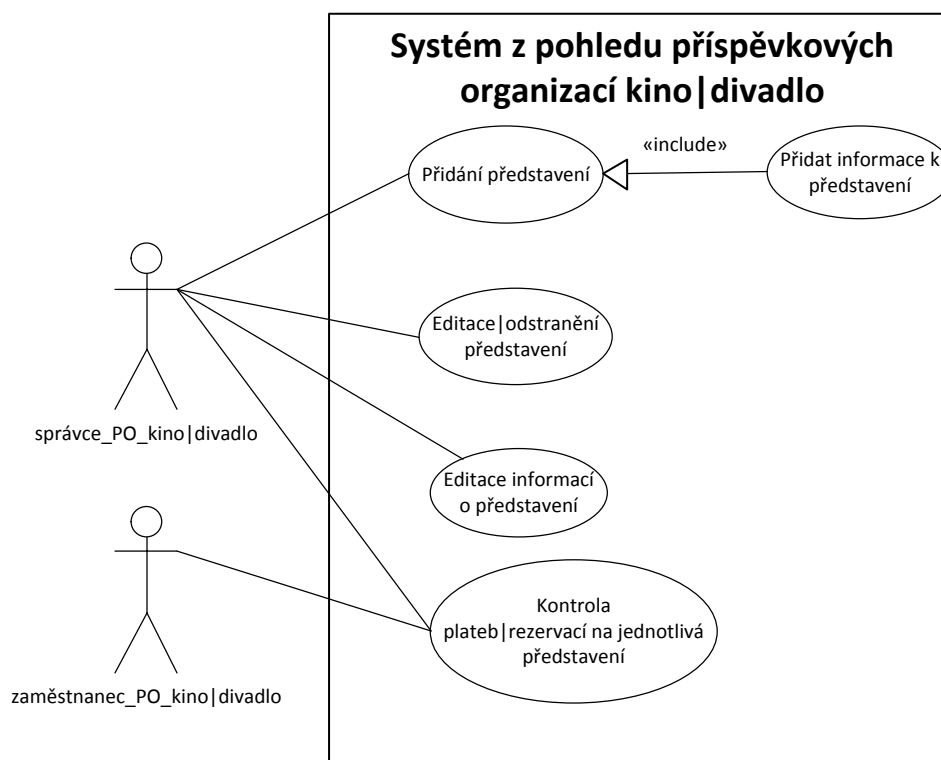 Systém z pohledu příspěvkových
organizací kino|divadlo
«include»
Přidání představení
Přidat informace k
představení
Editace|odstranění
představení
správce_PO_kino|divadlo
Editace informací
o představení
Kontrola
plateb|rezervací na jednotlivá
představení
zaměstnanec_PO_kino|divadlo